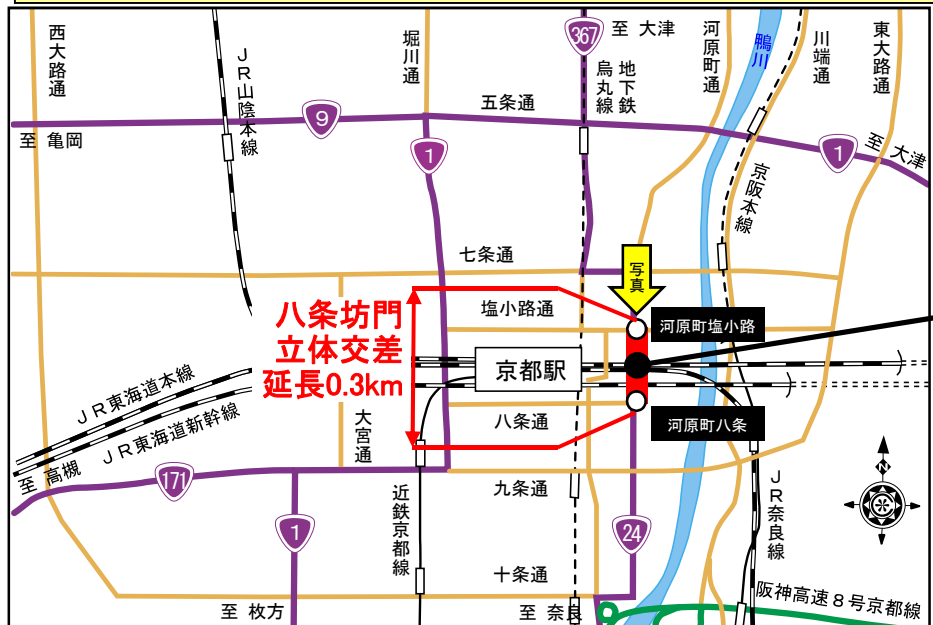 西大路通
JR山陰本線
堀川通
367
至 大津
地下鉄
烏丸線
河原町通
鴨川
川端通
東大路通
9
五条通
至 亀岡
1
1
至 大津
京阪本線
七条通
写真
八条坊門
立体交差
延長0.3km
塩小路通
河原町塩小路
京都駅
JR東海道本線
JR東海道新幹線
至 高槻
大宮通
八条通
河原町八条
171
九条通
近鉄京都線
1
24
JR奈良線
N
十条通
至 枚方
至 奈良
阪神高速8号京都線